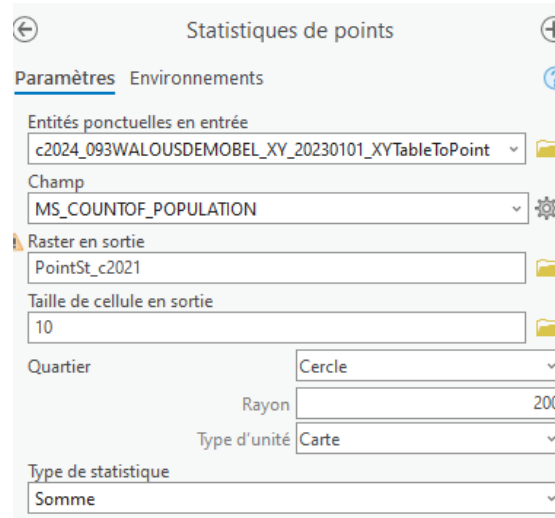 Statistiques de points
Paramètres Environnements
Entités ponctuelles en entrée
c2024_093WALOUSDEMOBEL_XY_20230101_XYTableToPoint
Champ
MS_COUNTOF_POPULATION
Raster en sortie
PointSt_c2021
Taille de cellule en sortie
10
Quartier Cercle
Rayon 200
Type d'unité Carte
Type de statistique
Somme